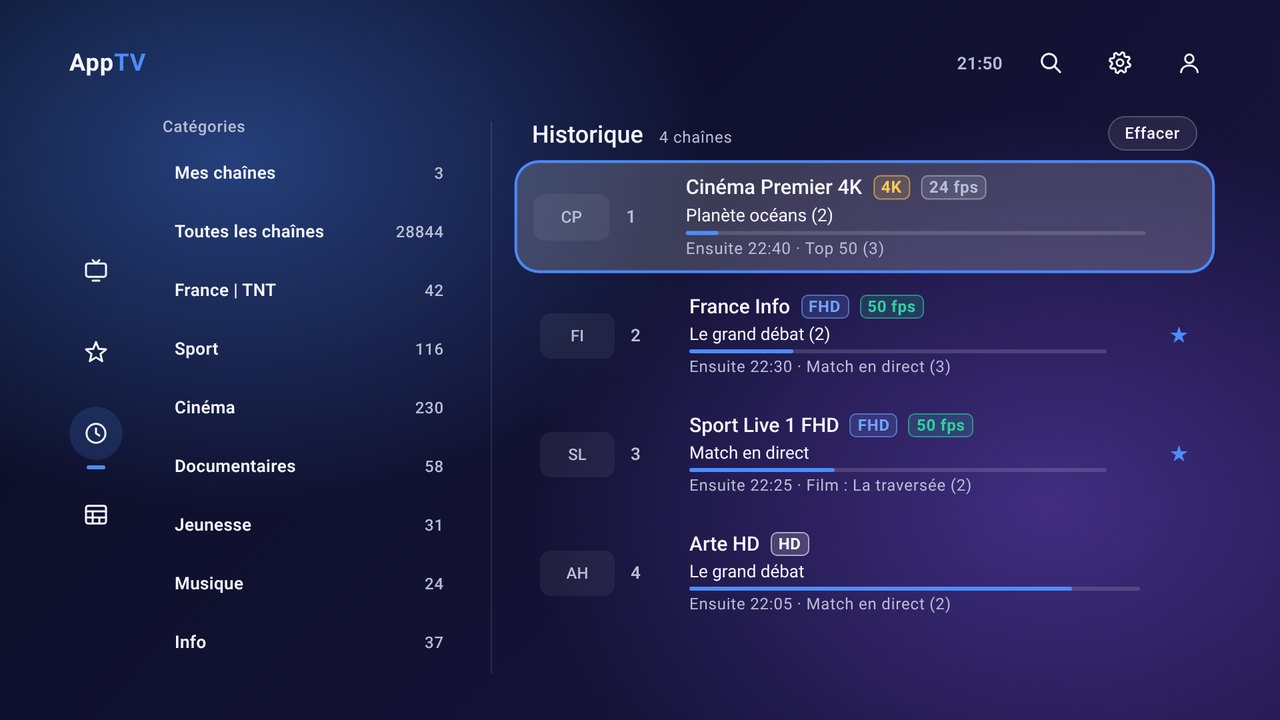 AppTV
21:50
Catégories
Mes chaînes 3
Toutes les chaînes 28844
France | TNT 42
Sport 116
Cinéma 230
Documentaires 58
Jeunesse 31
Musique 24
Info 37
Historique 4 chaînes
Effacer
CP 1
Cinéma Premier 4K 4K 24 fps
Planète océans (2)
Ensuite 22:40 · Top 50 (3)
FI 2
France Info FHD 50 fps
Le grand débat (2)
Ensuite 22:30 · Match en direct (3)
SL 3
Sport Live 1 FHD FHD 50 fps
Match en direct
Ensuite 22:25 · Film : La traversée (2)
AH 4
Arte HD HD
Le grand débat
Ensuite 22:05 · Match en direct (2)